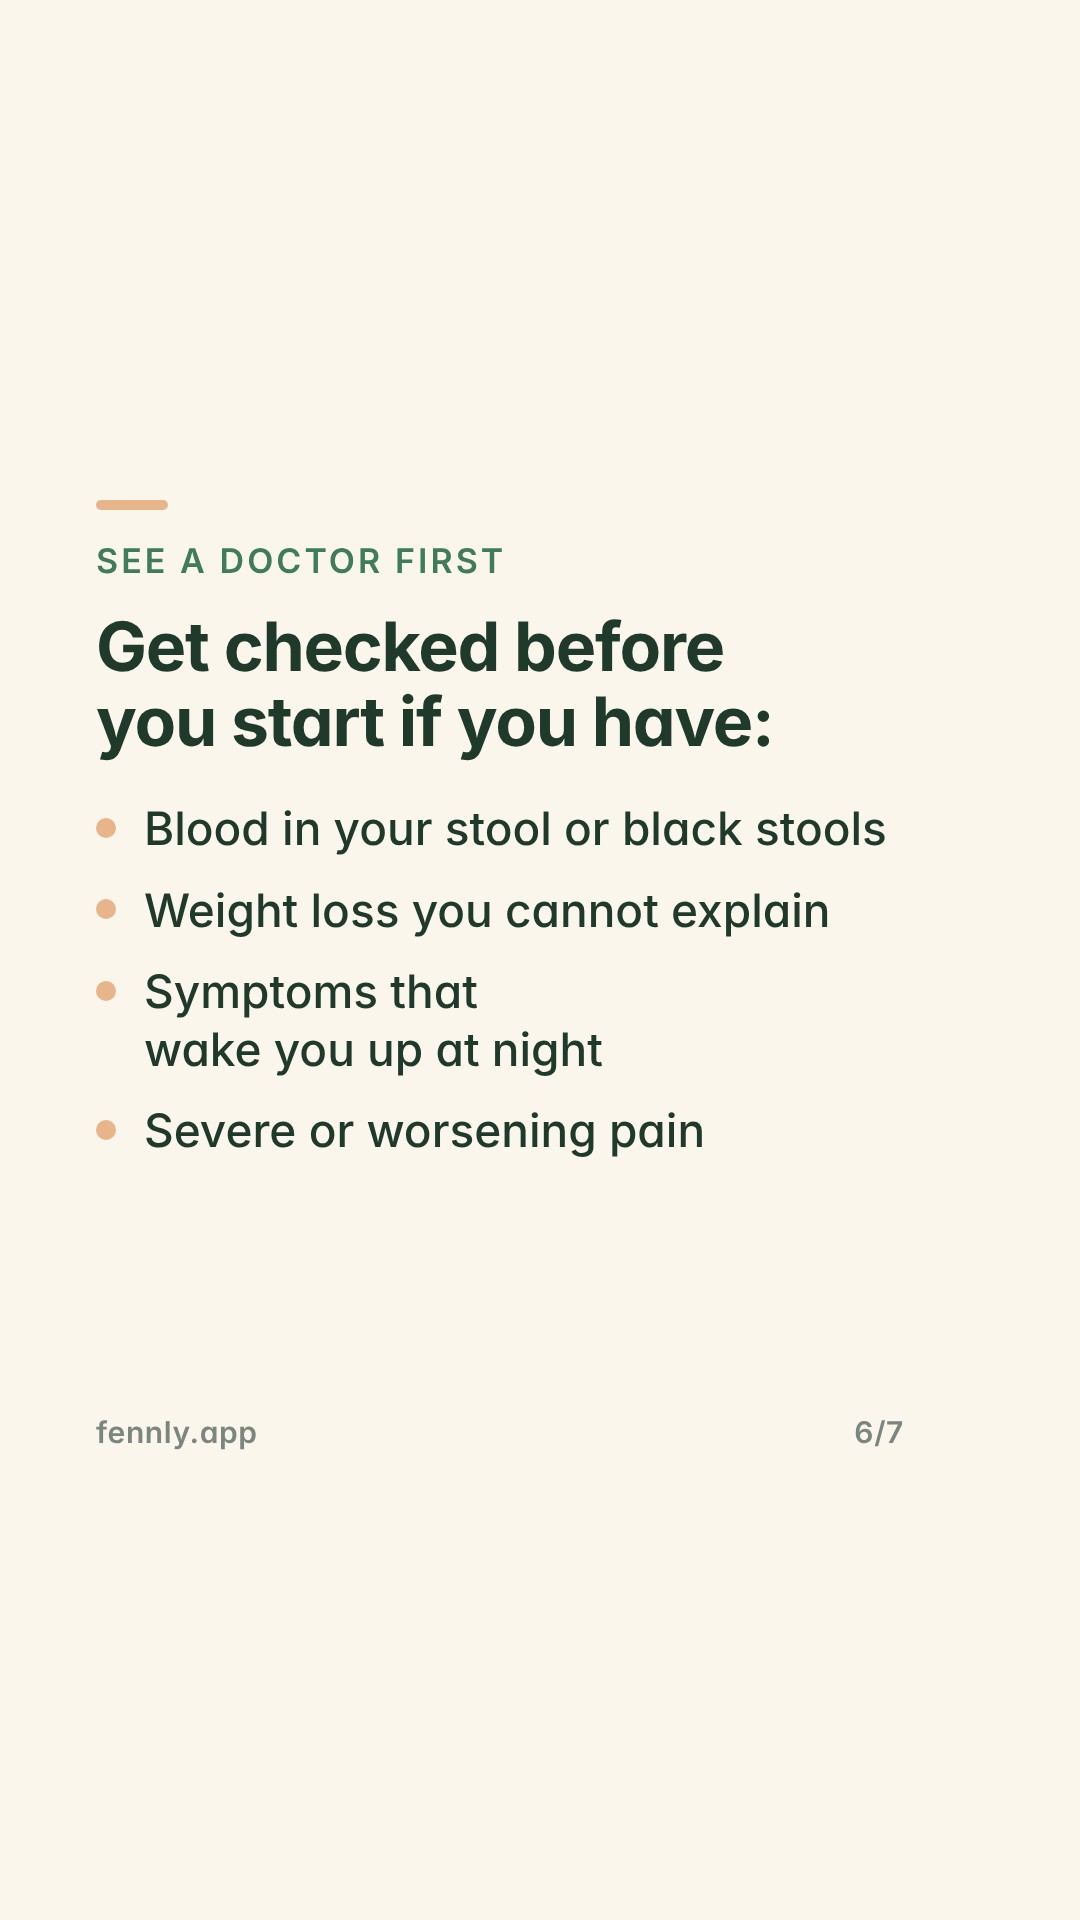 SEE A DOCTOR FIRST
Get checked before
you start if you have:
Blood in your stool or black stools
Weight loss you cannot explain
Symptoms that
wake you up at night
Severe or worsening pain
fennly.app
6/7